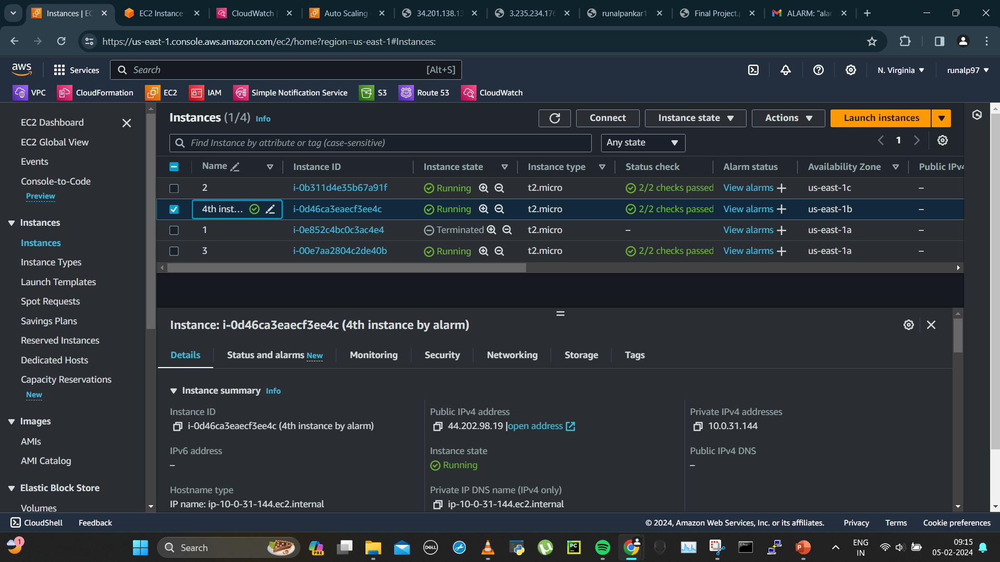 Instances | EC
EC2 Instance
CloudWatch |
Auto Scaling
34.201.138.13
3.235.234.176
runalpankar1
Final Project.p
ALARM: "alar
https://us-east-1.console.aws.amazon.com/ec2/home?region=us-east-1#Instances:
aws
Services
Search
[Alt+S]
N. Virginia
runalp97
VPC
CloudFormation
EC2
IAM
Simple Notification Service
S3
Route 53
CloudWatch
EC2 Dashboard
EC2 Global View
Events
Console-to-Code
Preview
Instances
Instances
Instance Types
Launch Templates
Spot Requests
Savings Plans
Reserved Instances
Dedicated Hosts
Capacity Reservations
New
Images
AMIs
AMI Catalog
Elastic Block Store
Volumes
Instances (1/4) Info
Connect
Instance state
Actions
Launch instances
Find Instance by attribute or tag (case-sensitive)
Any state
1
Name Instance ID Instance state Instance type Status check Alarm status Availability Zone Public IPv4
2 i-0b311d4e35b67a91f Running t2.micro 2/2 checks passed View alarms + us-east-1c –
4th inst... i-0d46ca3eaecf3ee4c Running t2.micro 2/2 checks passed View alarms + us-east-1b –
1 i-0e852c4bc0c3ac4e4 Terminated t2.micro – View alarms + us-east-1a –
3 i-00e7aa2804c2de40b Running t2.micro 2/2 checks passed View alarms + us-east-1a –
Instance: i-0d46ca3eaecf3ee4c (4th instance by alarm)
Details
Status and alarms New
Monitoring
Security
Networking
Storage
Tags
Instance summary Info
Instance ID
i-0d46ca3eaecf3ee4c (4th instance by alarm)
Public IPv4 address
44.202.98.19 |open address
Private IPv4 addresses
10.0.31.144
IPv6 address
–
Instance state
Running
Public IPv4 DNS
–
Hostname type
IP name: ip-10-0-31-144.ec2.internal
Private IP DNS name (IPv4 only)
ip-10-0-31-144.ec2.internal
CloudShell
Feedback
© 2024, Amazon Web Services, Inc. or its affiliates.
Privacy
Terms
Cookie preferences
1
Search
PRE
DELL
PC
P
ENG
IN
09:15
05-02-2024